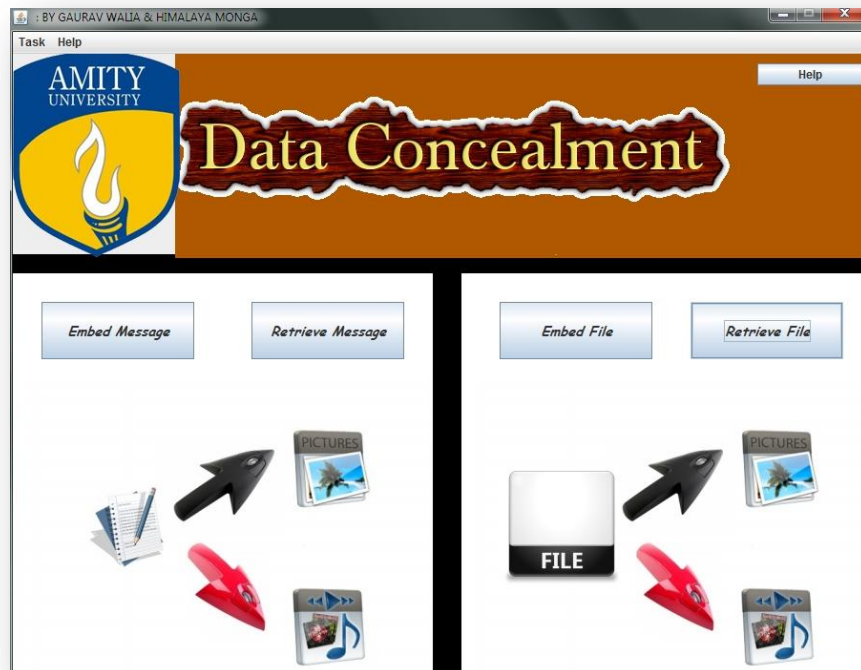 : BY GAURAV WALIA & HIMALAYA MONGA
Task Help
AMITY
UNIVERSITY
Data Concealment
Help
Embed Message
Retrieve Message
Embed File
Retrieve File
PICTURES
PICTURES
FILE